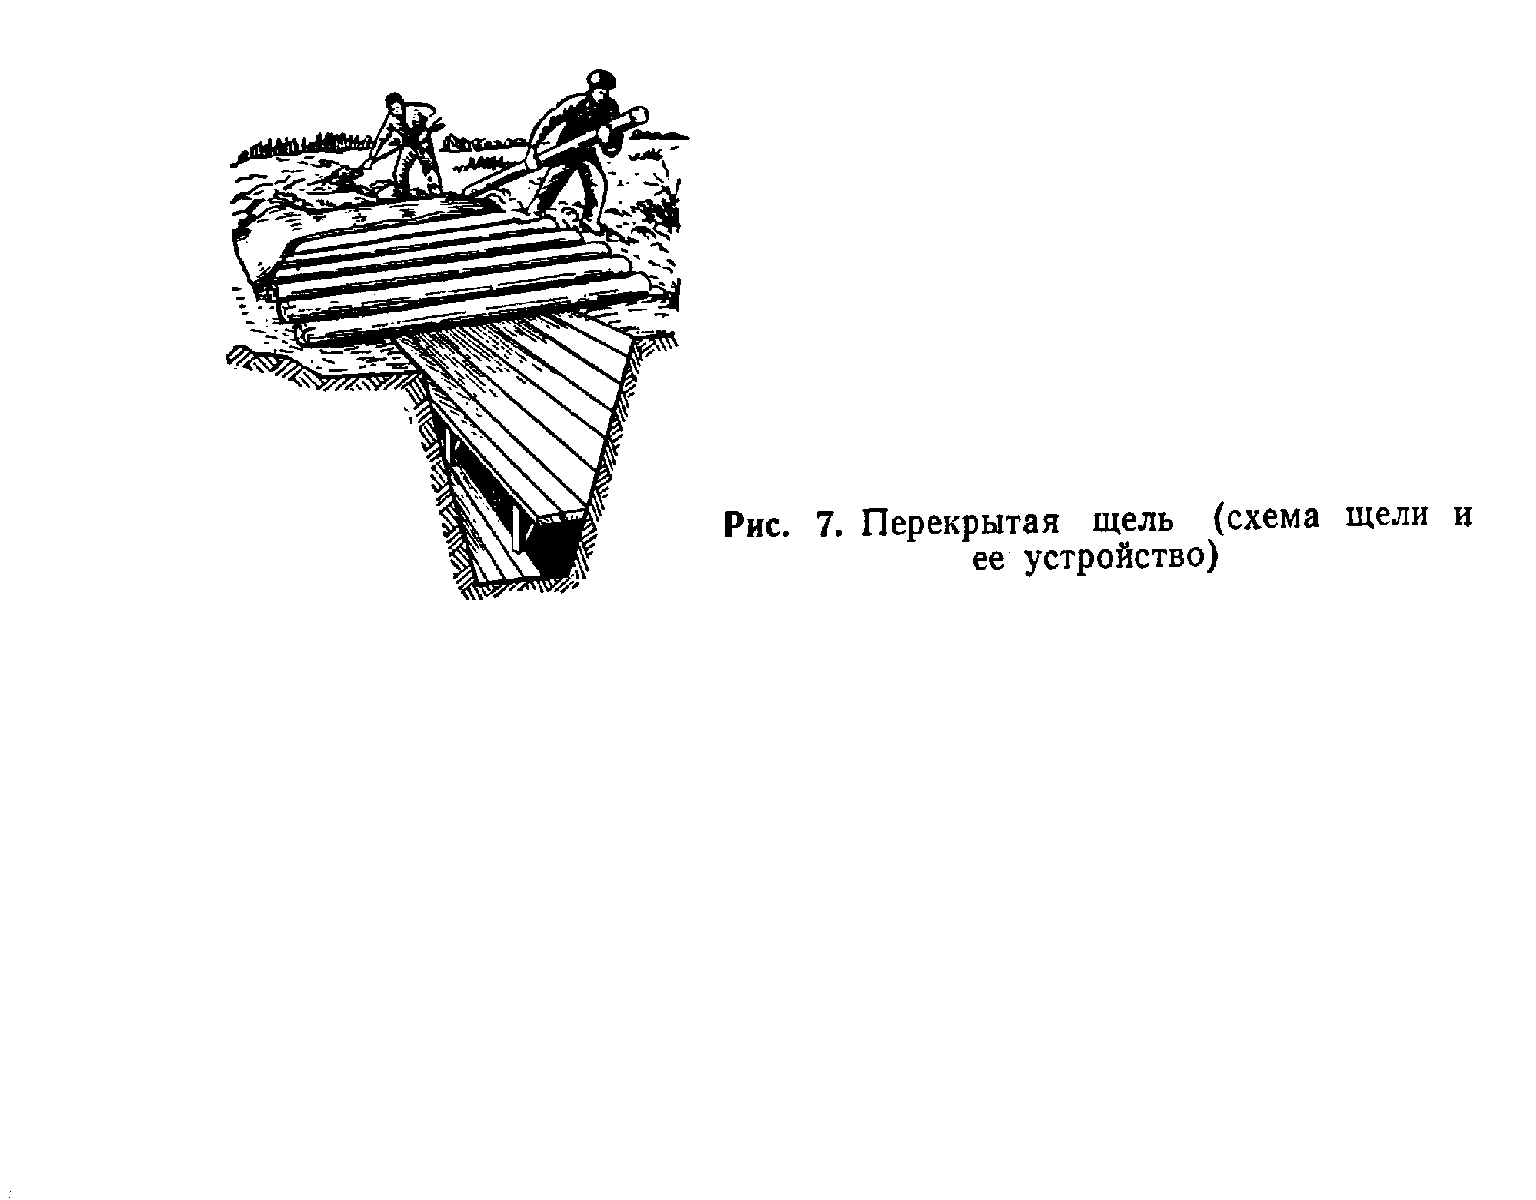 Рис. 7. Перекрытая щель (схема щели и
ее устройство)